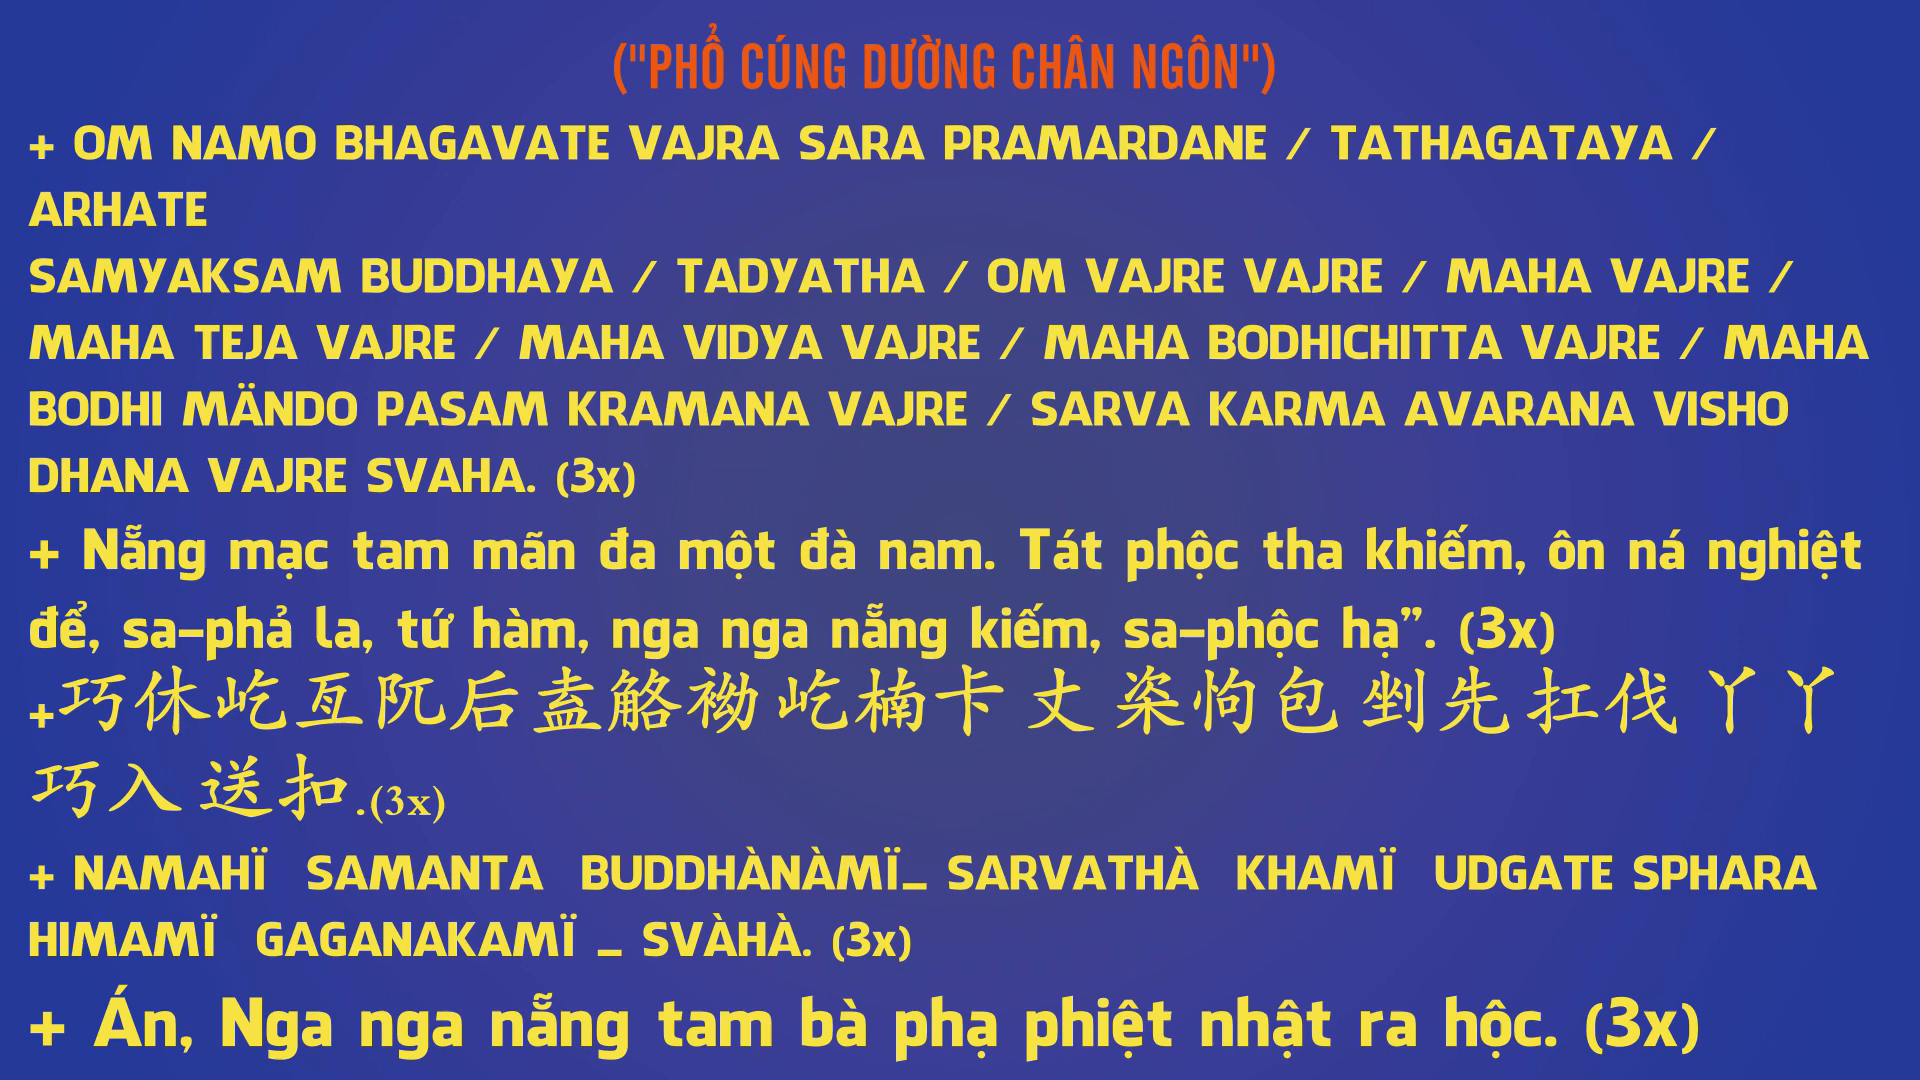 ("PHỔ CÚNG DƯỜNG CHÂN NGÔN")
+ OM NAMO BHAGAVATE VAJRA SARA PRAMARDANE / TATHAGATAYA /
ARHATE
SAMYAKSAM BUDDHAYA / TADYATHA / OM VAJRE VAJRE / MAHA VAJRE /
MAHA TEJA VAJRE / MAHA VIDYA VAJRE / MAHA BODHICHITTA VAJRE / MAHA
BODHI MÄNDO PASAM KRAMANA VAJRE / SARVA KARMA AVARANA VISHO
DHANA VAJRE SVAHA. (3x)
+ Nẵng mạc tam mãn đa một đà nam. Tát phộc tha khiếm, ôn ná nghiệt
để, sa-phả la, tứ hàm, nga nga nẵng kiếm, sa-phộc hạ”. (3x)
+巧休屹亙阢后盍觡袎屹楠卡 丈 栥怐包 剉先扛伐 丫丫
巧入 送扣.(3x)
+ NAMAHÏ SAMANTA BUDDHÀNÀMÏ_ SARVATHÀ KHAMÏ UDGATE SPHARA
HIMAMÏ GAGANAKAMÏ _ SVÀHÀ. (3x)
+ Án, Nga nga nẵng tam bà phạ phiệt nhật ra hộc. (3x)